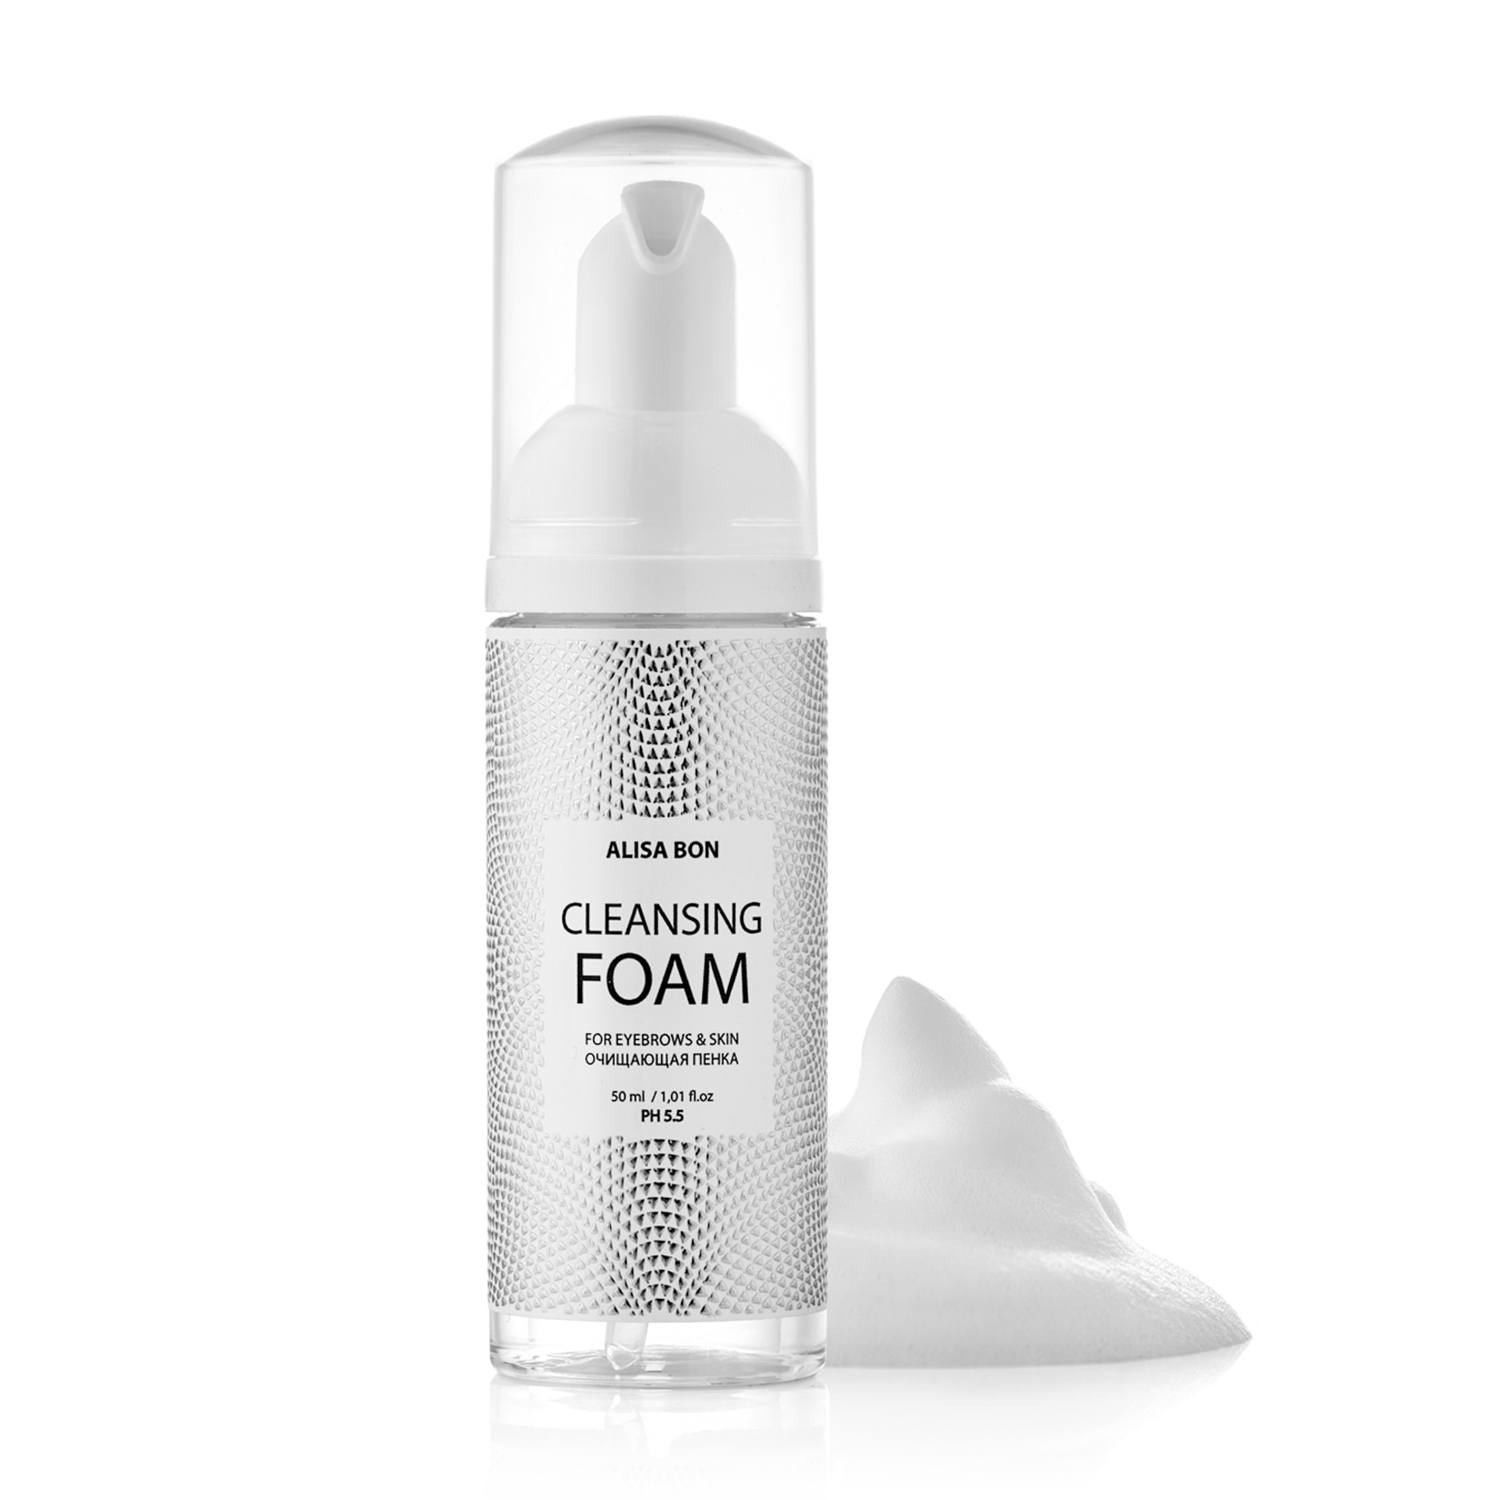 ALISA BON
CLEANSING
FOAM
FOR EYEBROWS & SKIN
ОЧИЩАЮЩАЯ ПЕНКА
50 ml / 1,01 fl.oz
PH 5.5